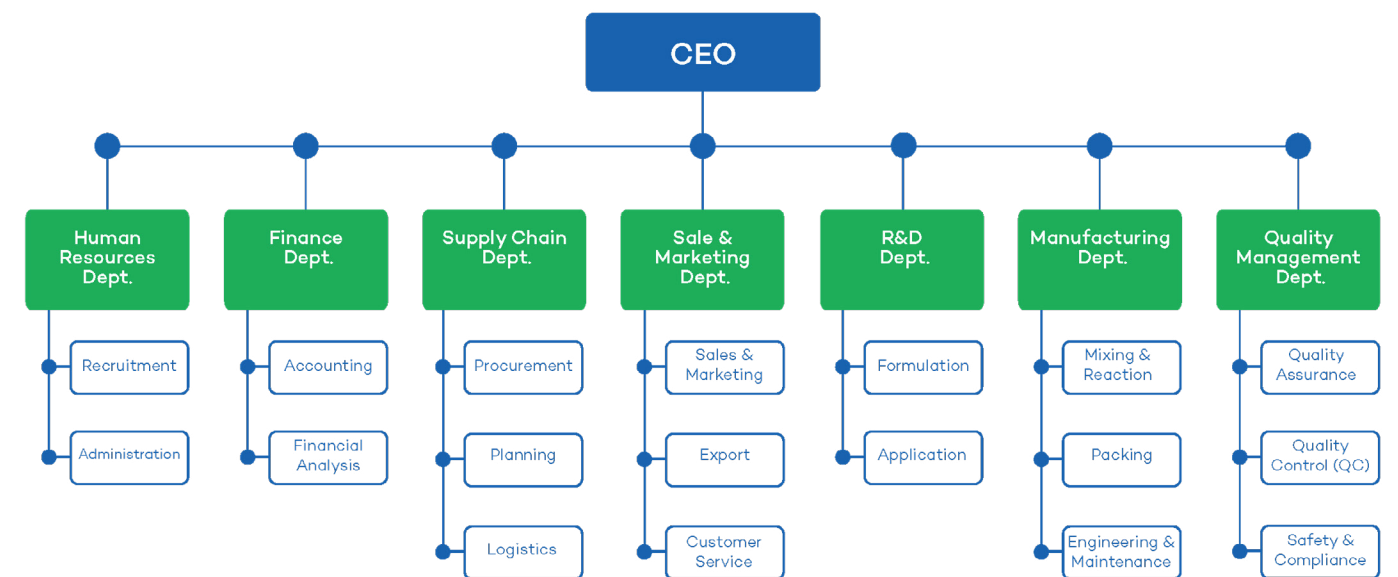 CEO
Human
Resources
Dept.
Finance
Dept.
Supply Chain
Dept.
Sale &
Marketing
Dept.
R&D
Dept.
Manufacturing
Dept.
Quality
Management
Dept.
Recruitment
Administration
Accounting
Financial
Analysis
Procurement
Planning
Logistics
Sales &
Marketing
Export
Customer
Service
Formulation
Application
Mixing &
Reaction
Packing
Engineering &
Maintenance
Quality
Assurance
Quality
Control (QC)
Safety &
Compliance